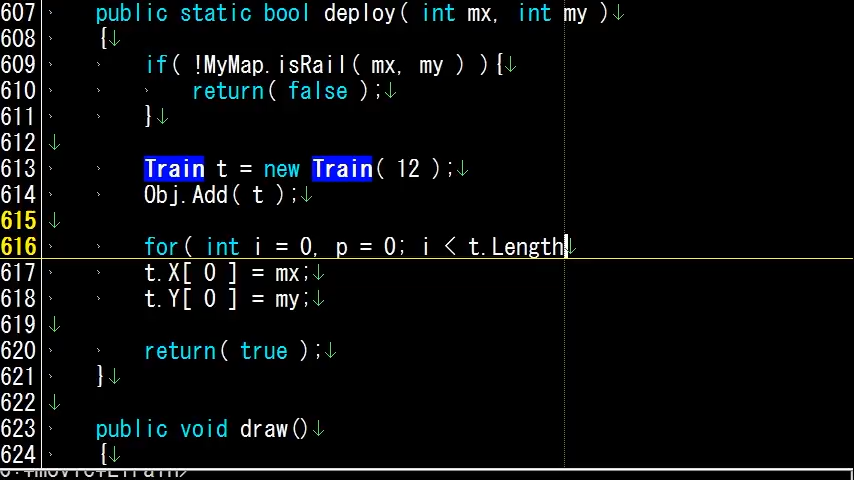 607 public static bool deploy( int mx, int my )↓
608 {↓
609 if( !MyMap.isRail( mx, my ) ){↓
610 return( false );↓
611 }↓
612 ↓
613 Train t = new Train( 12 );↓
614 Obj.Add( t );↓
615 ↓
616 for( int i = 0, p = 0; i < t.Length↓
617 t.X[ 0 ] = mx;↓
618 t.Y[ 0 ] = my;↓
619 ↓
620 return( true );↓
621 }↓
622 ↓
623 public void draw()↓
624 {↓